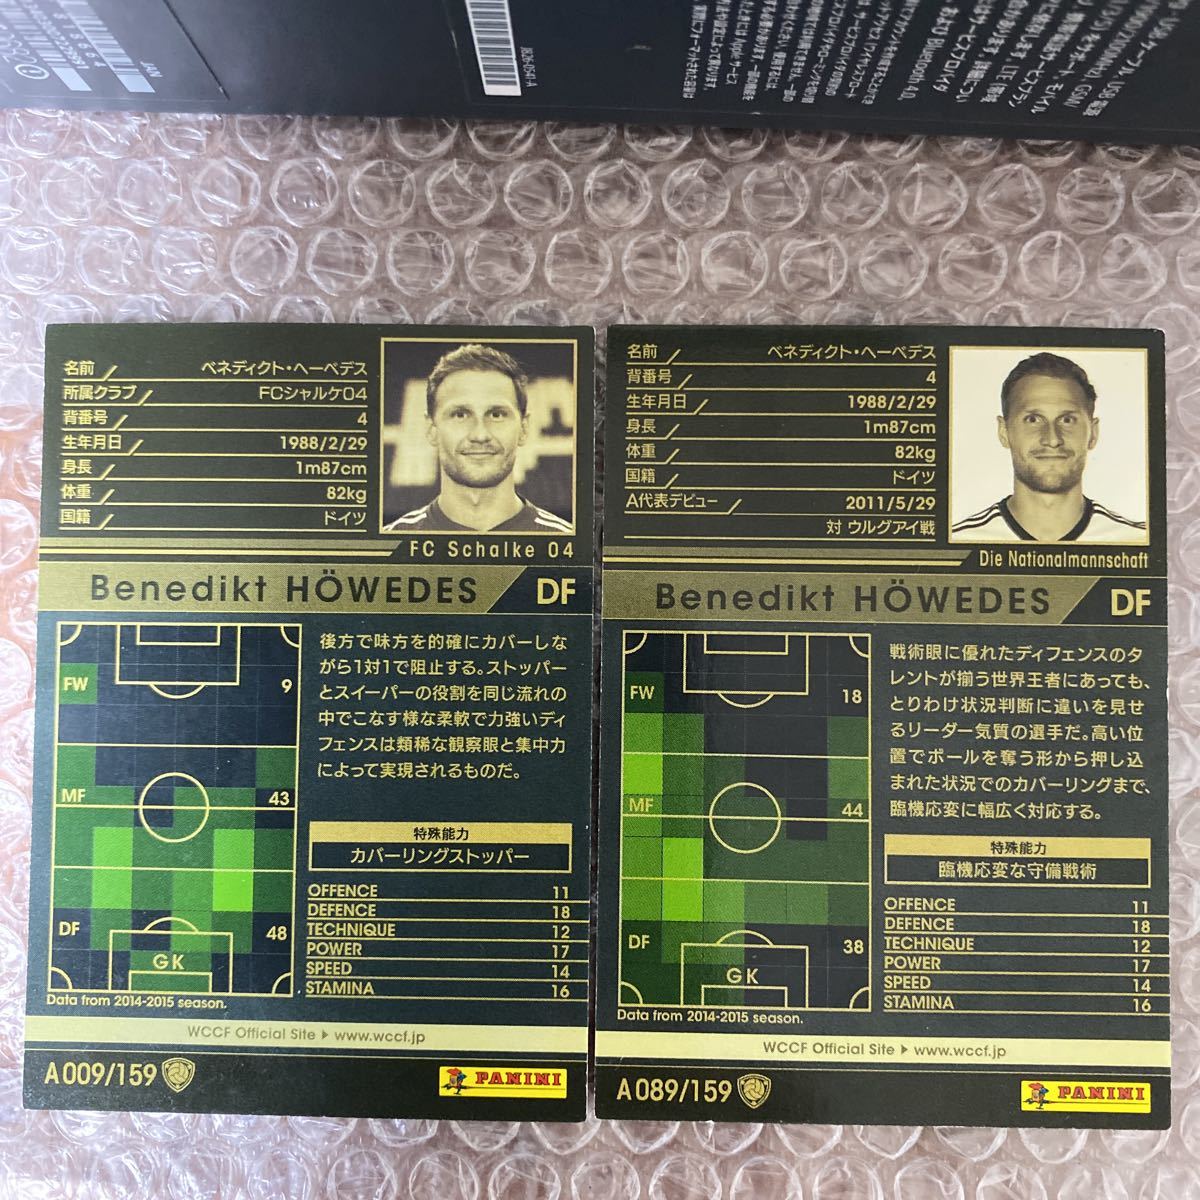 JAN
J826-0541-A
Bluetooth 4.0
名前 ベネディクト・ヘーベデス
所属クラブ FCシャルケ04
背番号 4
生年月日 1988/2/29
身長 1m87cm
体重 82kg
国籍 ドイツ
FC Schalke 04
Benedikt HÖWEDES DF
FW 9
MF 43
DF 48
GK
Data from 2014-2015 season.
後方で味方を的確にカバーしな
がら1対1で阻止する。ストッパー
とスイーパーの役割を同じ流れの
中でこなす様な柔軟で力強いディ
フェンスは類稀な観察眼と集中力
によって実現されるものだ。
特殊能力
カバーリングストッパー
OFFENCE 11
DEFENCE 18
TECHNIQUE 12
POWER 17
SPEED 14
STAMINA 16
WCCF Official Site ▶ www.wccf.jp
A 009/159
PANINI
名前 ベネディクト・ヘーベデス
背番号 4
生年月日 1988/2/29
身長 1m87cm
体重 82kg
国籍 ドイツ
A代表デビュー 2011/5/29
対 ウルグアイ戦
Die Nationalmannschaft
Benedikt HÖWEDES DF
FW 18
MF 44
DF 38
GK
Data from 2014-2015 season.
戦術眼に優れたディフェンスのタ
レントが揃う世界王者にあっても、
とりわけ状況判断に違いを見せ
るリーダー気質の選手だ。高い位
置でボールを奪う形から押し込
まれた状況でのカバーリングまで、
臨機応変に幅広く対応する。
特殊能力
臨機応変な守備戦術
OFFENCE 11
DEFENCE 18
TECHNIQUE 12
POWER 17
SPEED 14
STAMINA 16
WCCF Official Site ▶ www.wccf.jp
A 089/159
PANINI